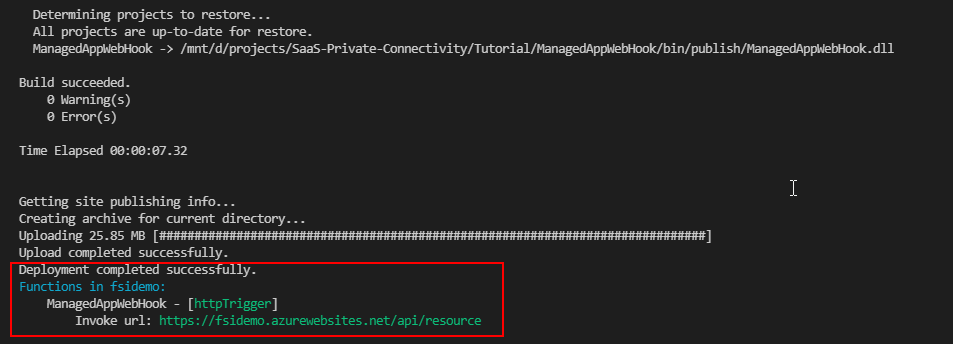 Determining projects to restore...
All projects are up-to-date for restore.
ManagedAppWebHook -> /mnt/d/projects/SaaS-Private-Connectivity/Tutorial/ManagedAppWebHook/bin/publish/ManagedAppWebHook.dll
Build succeeded.
0 Warning(s)
0 Error(s)
Time Elapsed 00:00:07.32
Getting site publishing info...
Creating archive for current directory...
Uploading 25.85 MB [##############################################################################]
Upload completed successfully.
Deployment completed successfully.
Functions in fsidemo:
ManagedAppWebHook - [httpTrigger]
Invoke url: https://fsidemo.azurewebsites.net/api/resource